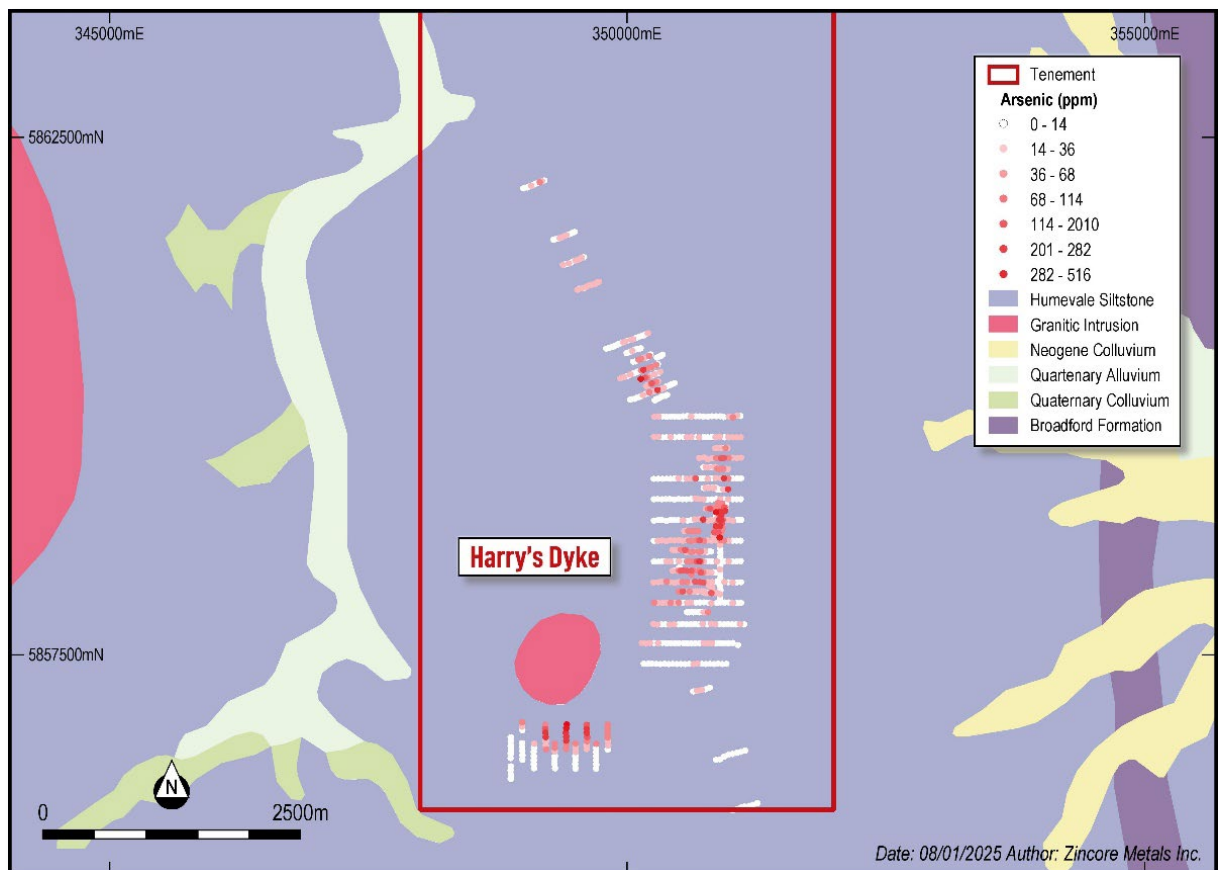 345000mE
350000mE
355000mE
5862500mN
5857500mN
Tenement
Arsenic (ppm)
0 - 14
14 - 36
36 - 68
68 - 114
114 - 2010
201 - 282
282 - 516
Humevale Siltstone
Granitic Intrusion
Neogene Colluvium
Quartenary Alluvium
Quaternary Colluvium
Broadford Formation
Harry's Dyke
N
0
2500m
Date: 08/01/2025 Author: Zincore Metals Inc.